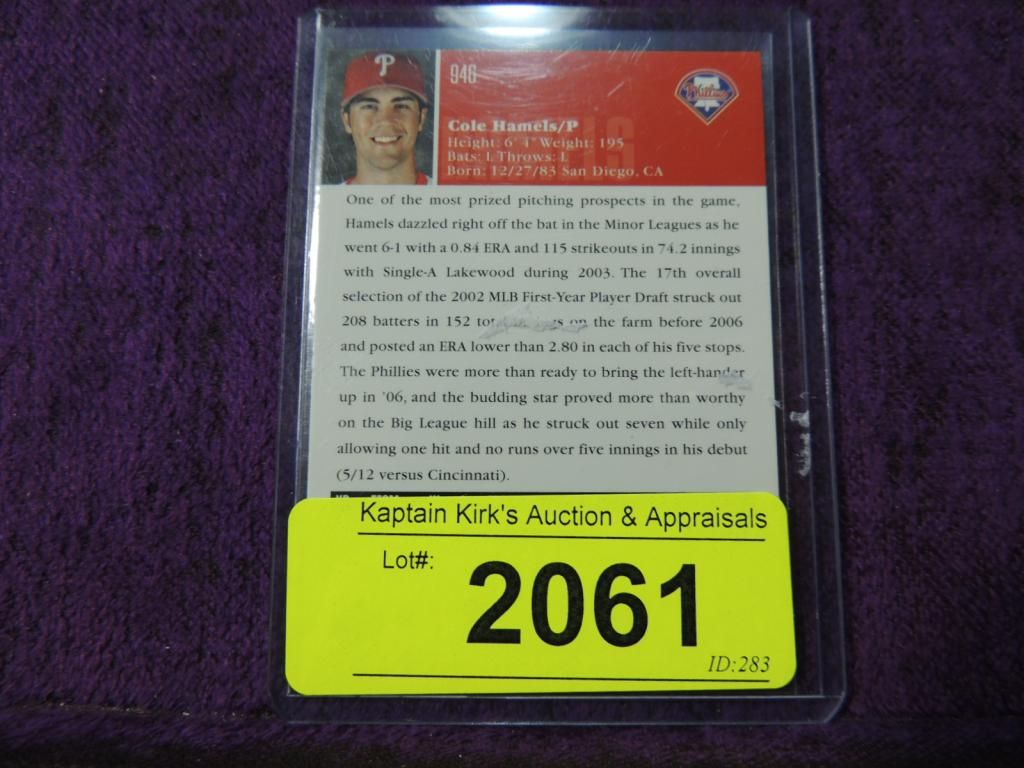 P
946
Phillies
Cole Hamels/P
Height: 6' 4" Weight: 195
Bats: L Throws: L
Born: 12/27/83 San Diego, CA
One of the most prized pitching prospects in the game,
Hamels dazzled right off the bat in the Minor Leagues as he
went 6-1 with a 0.84 ERA and 115 strikeouts in 74.2 innings
with Single-A Lakewood during 2003. The 17th overall
selection of the 2002 MLB First-Year Player Draft struck out
208 batters in 152 on the farm before 2006
and posted an ERA lower than 2.80 in each of his five stops.
The Phillies were more than ready to bring the left-hander
up in '06, and the budding star proved more than worthy
on the Big League hill as he struck out seven while only
allowing one hit and no runs over five innings in his debut
(5/12 versus Cincinnati).
Kaptain Kirk's Auction & Appraisals
Lot#:
2061
ID:283